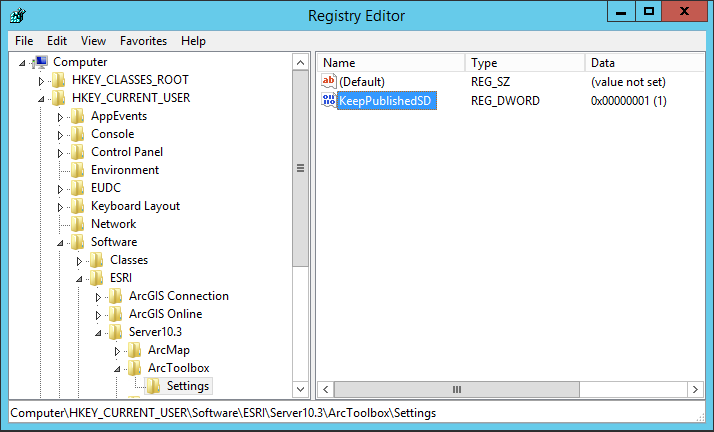 Registry Editor
File Edit View Favorites Help
Computer
HKEY_CLASSES_ROOT
HKEY_CURRENT_USER
AppEvents
Console
Control Panel
Environment
EUDC
Keyboard Layout
Network
Software
Classes
ESRI
ArcGIS Connection
ArcGIS Online
Server10.3
ArcMap
ArcToolbox
Settings
Name Type Data
ab (Default) REG_SZ (value not set)
KeepPublishedSD REG_DWORD 0x00000001 (1)
Computer\HKEY_CURRENT_USER\Software\ESRI\Server10.3\ArcToolbox\Settings